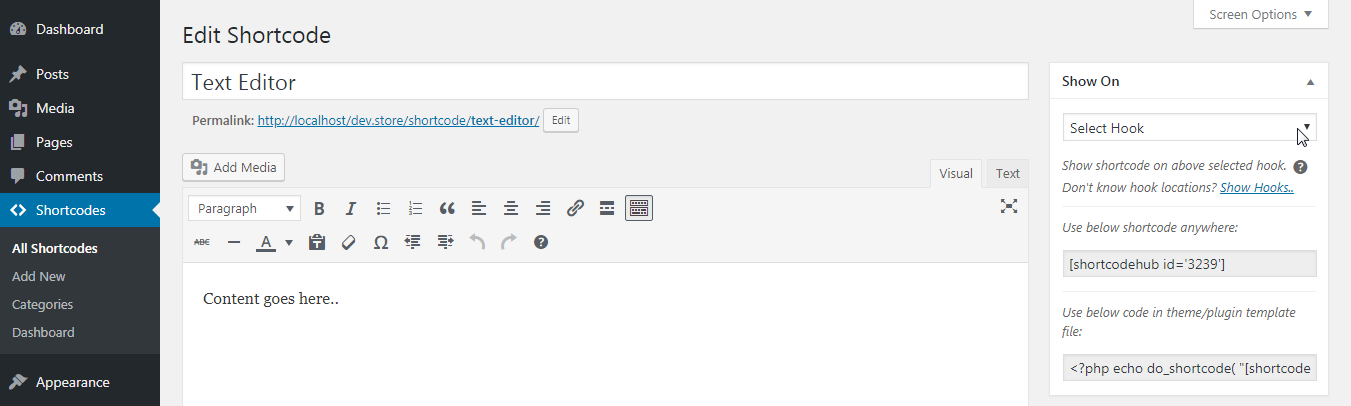 Screen Options
Dashboard
Posts
Media
Pages
Comments
Shortcodes
All Shortcodes
Add New
Categories
Dashboard
Appearance
Edit Shortcode
Text Editor
Permalink: http://localhost/dev.store/shortcode/text-editor/ Edit
Add Media
Visual Text
Paragraph B I
ABC A
Content goes here..
Show On
Select Hook
Show shortcode on above selected hook.
Don't know hook locations? Show Hooks..
Use below shortcode anywhere:
[shortcodehub id='3239']
Use below code in theme/plugin template
file:
<?php echo do_shortcode( "[shortcode